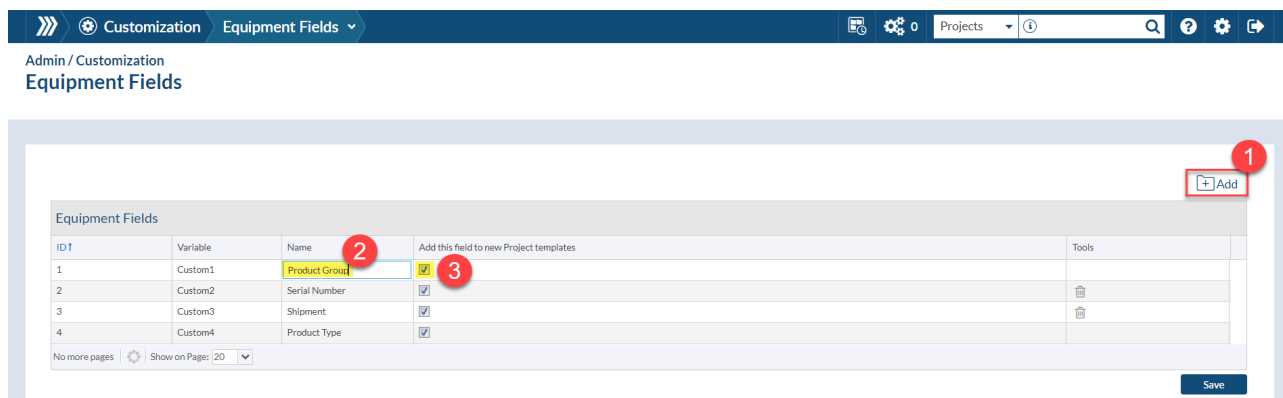 Customization Equipment Fields 0 Projects
Admin / Customization
Equipment Fields
1
Add
Equipment Fields
ID Variable Name Add this field to new Project templates Tools
2
1 Custom1 Product Group 3
2 Custom2 Serial Number
3 Custom3 Shipment
4 Custom4 Product Type
No more pages Show on Page: 20
Save